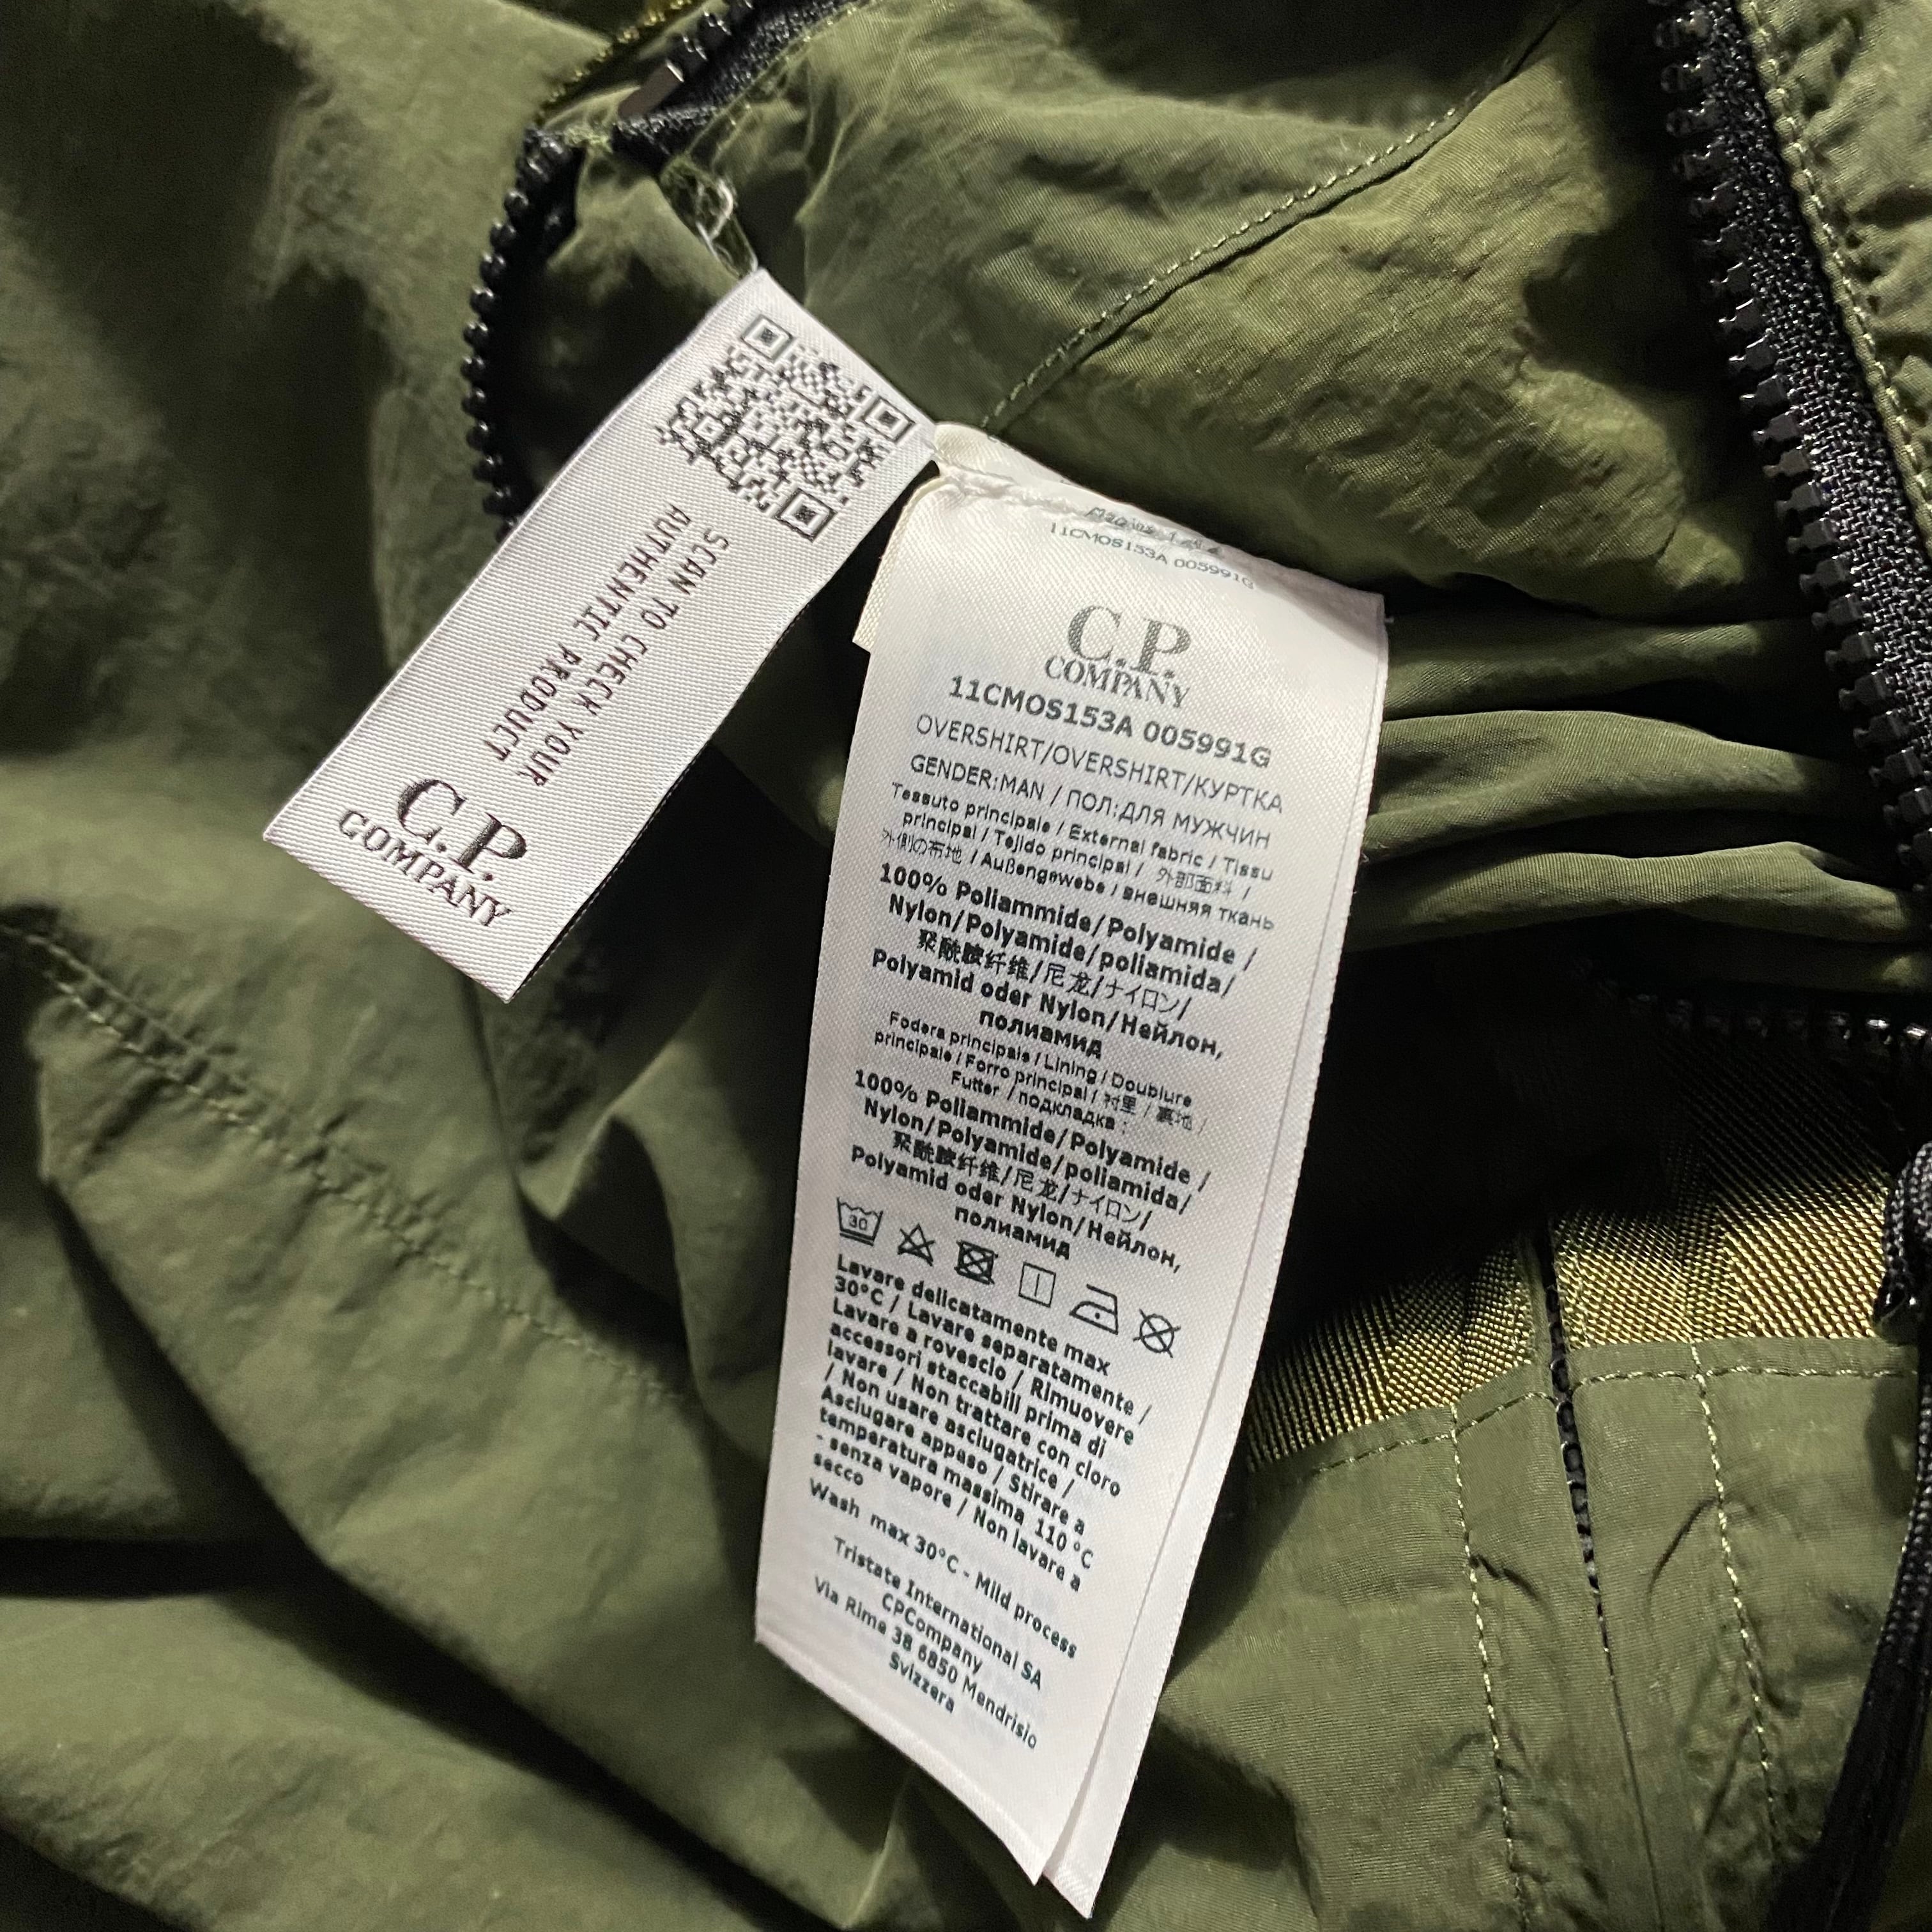 SCAN TO CHECK YOUR
AUTHENTIC PRODUCT
C.P.
COMPANY
11CMOS153A 005991G
C.P.
COMPANY
11CMOS153A 005991G
OVERSHIRT/OVERSHIRT/КУРТКА
GENDER:MAN / ПОЛ:ДЛЯ МУЖЧИН
Tessuto principale / External fabric / Tissu
principal / Tejido principal / 外部面料 /
外側の布地 / Außengewebe / внешняя ткань
100% Poliammide/Polyamide /
Nylon/Polyamide/poliamida/
聚酰胺纤维/尼龙/ナイロン/
Polyamid oder Nylon/Нейлон,
полиамид
Fodera principale / Lining / Doublure
principale / Forro principal / 衬里 / 裏地 /
Futter / подкладка :
100% Poliammide/Polyamide /
Nylon/Polyamide/poliamida/
聚酰胺纤维/尼龙/ナイロン/
Polyamid oder Nylon/Нейлон,
полиамид
30
Lavare delicatamente max
30°C / Lavare separatamente /
Lavare a rovescio / Rimuovere
accessori staccabili prima di
lavare / Non trattare con cloro
/ Non usare asciugatrice /
Asciugare appeso / Stirare a
temperatura massima 110 °C
- senza vapore / Non lavare a
secco
Wash max 30°C - Mild process
Tristate International SA
CPCompany
Via Rime 38 6850 Mendrisio
Svizzera